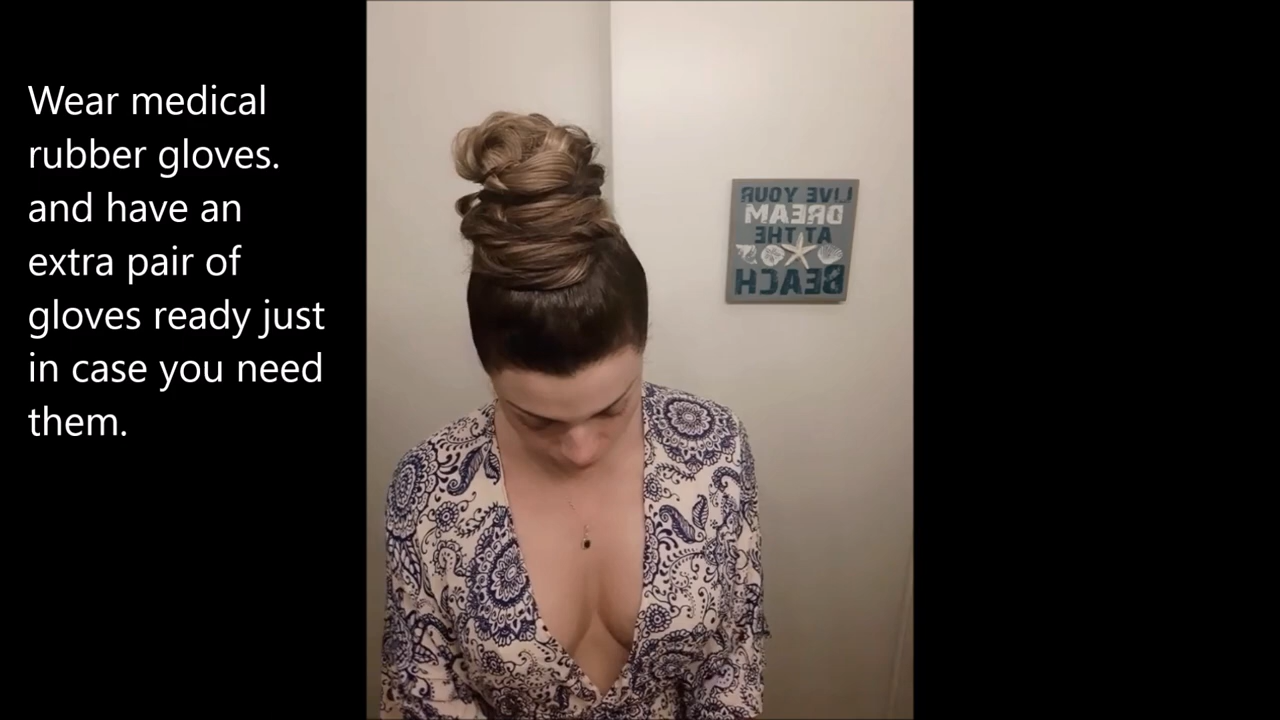 Wear medical
rubber gloves.
and have an
extra pair of
gloves ready just
in case you need
them.
LIVE YOUR
DREAM
AT THE
BEACH